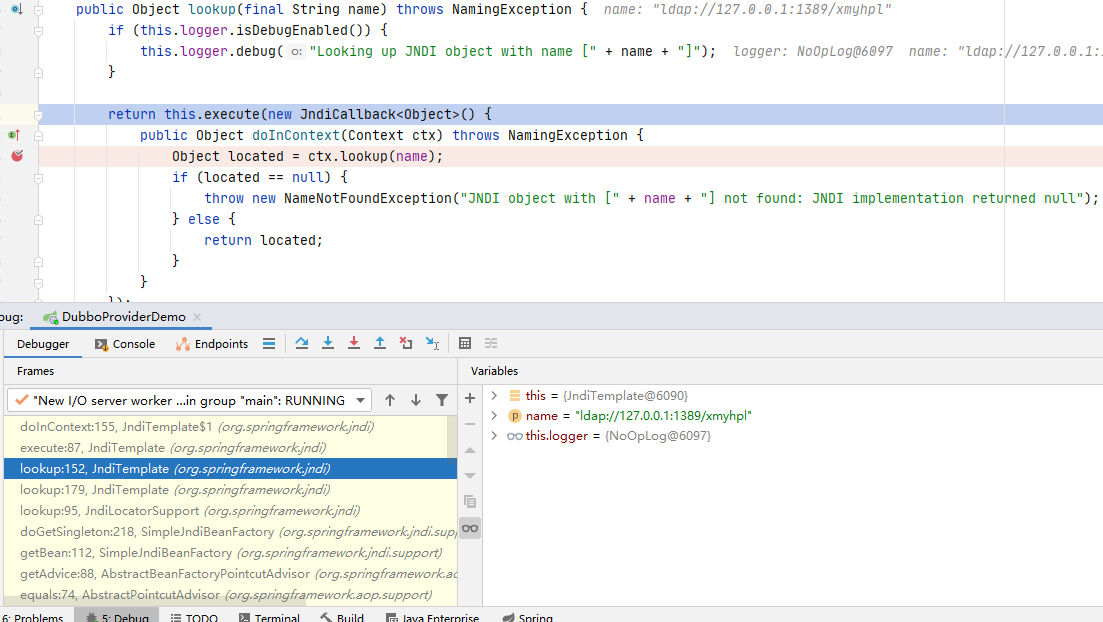 public Object lookup(final String name) throws NamingException {  name: "ldap://127.0.0.1:1389/xmyhpl"
if (this.logger.isDebugEnabled()) {
this.logger.debug( o: "Looking up JNDI object with name [" + name + "]");  logger: NoOpLog@6097  name: "ldap://127.0.0.1:
}
return this.execute(new JndiCallback<Object>() {
public Object doInContext(Context ctx) throws NamingException {
Object located = ctx.lookup(name);
if (located == null) {
throw new NameNotFoundException("JNDI object with [" + name + "] not found: JNDI implementation returned null");
} else {
return located;
}
}
});
bug: DubboProviderDemo ×
Debugger Console Endpoints
Frames Variables
"New I/O server worker ...in group "main": RUNNING
doInContext:155, JndiTemplate$1 (org.springframework.jndi)
execute:87, JndiTemplate (org.springframework.jndi)
lookup:152, JndiTemplate (org.springframework.jndi)
lookup:179, JndiTemplate (org.springframework.jndi)
lookup:95, JndiLocatorSupport (org.springframework.jndi)
doGetSingleton:218, SimpleJndiBeanFactory (org.springframework.jndi.supp
getBean:112, SimpleJndiBeanFactory (org.springframework.jndi.support)
getAdvice:88, AbstractBeanFactoryPointcutAdvisor (org.springframework.ao
equals:74, AbstractPointcutAdvisor (org.springframework.aop.support)
this = {JndiTemplate@6090}
p name = "ldap://127.0.0.1:1389/xmyhpl"
this.logger = {NoOpLog@6097}
6: Problems 5: Debug TODO Terminal Build Java Enterprise Spring